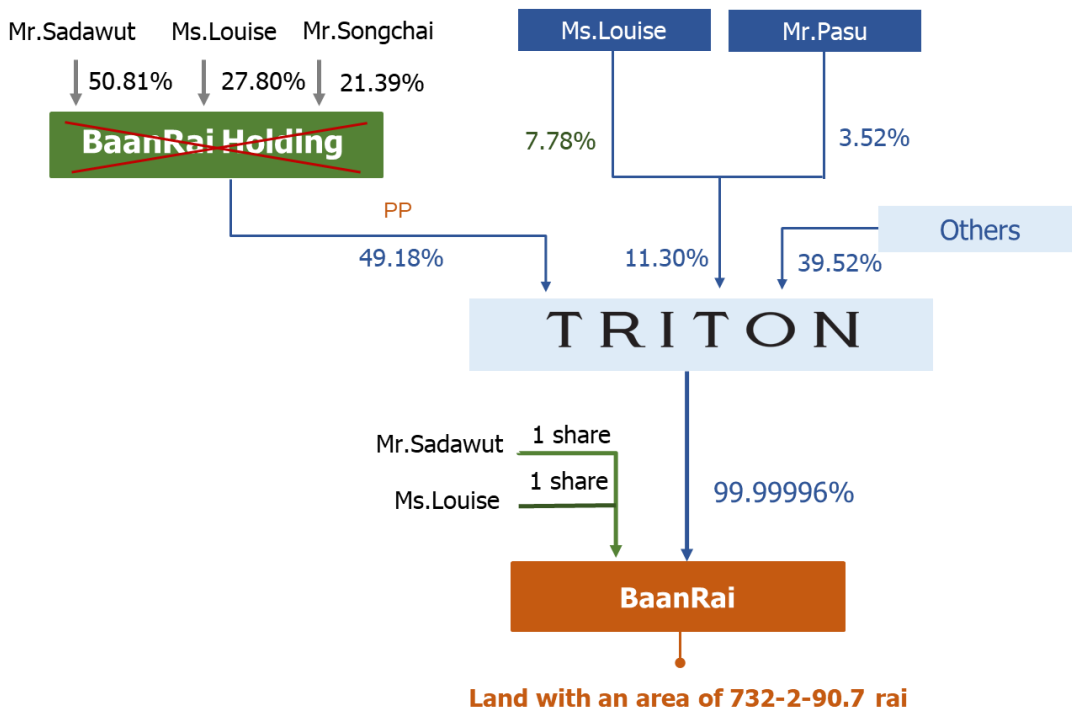 Mr.Sadawut
Ms.Louise
Mr.Songchai
50.81%
27.80%
21.39%
BaanRai Holding
Ms.Louise
Mr.Pasu
7.78%
3.52%
PP
49.18%
11.30%
Others
39.52%
TRITON
Mr.Sadawut
1 share
Ms.Louise
1 share
99.99996%
BaanRai
Land with an area of 732-2-90.7 rai